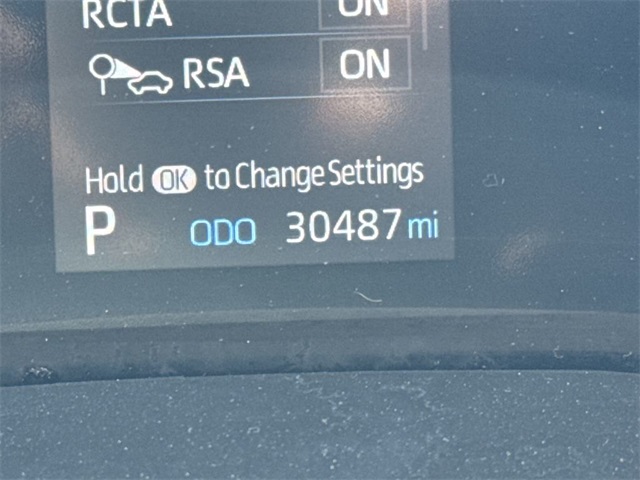 RCTA ON
RSA ON
Hold OK to Change Settings
P ODO 30487 mi